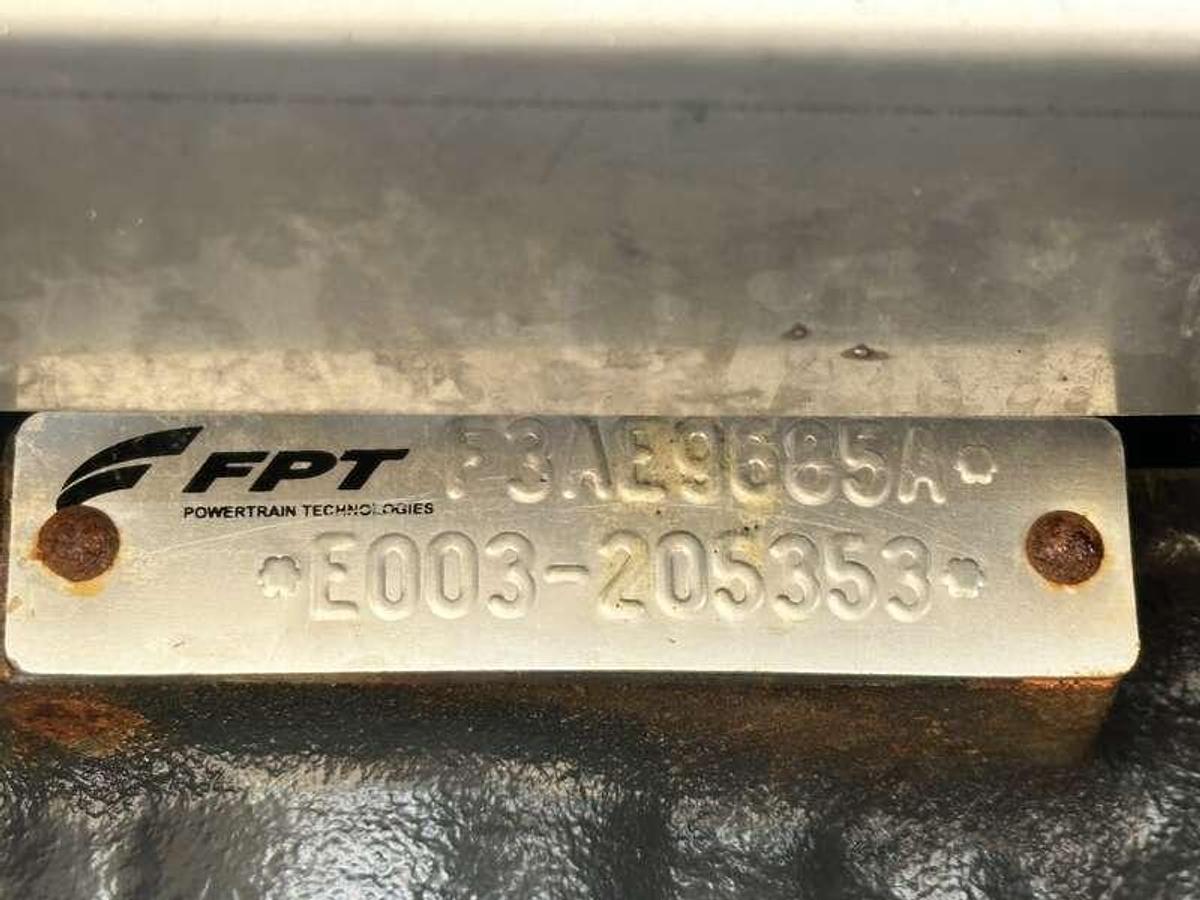 FPT F3AE9685A*
POWERTRAIN TECHNOLOGIES
*E003-205353*